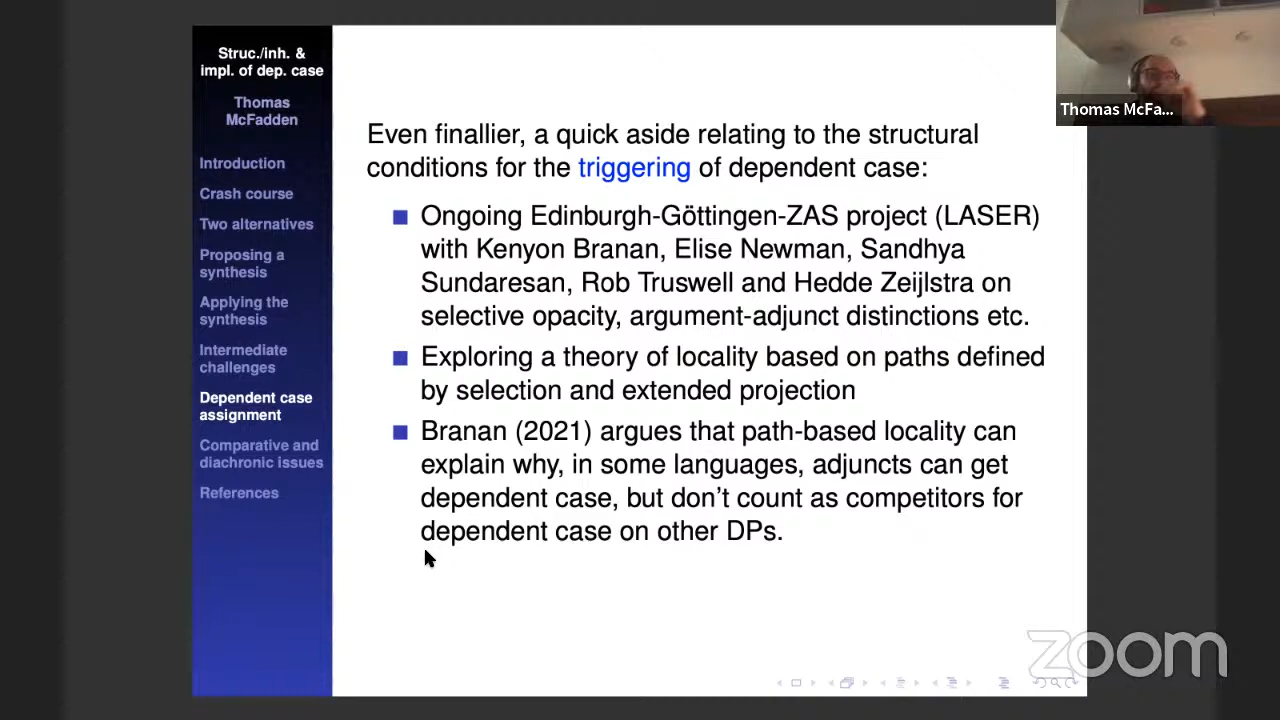 Struc./inh. &
impl. of dep. case
Thomas
McFadden
Introduction
Crash course
Two alternatives
Proposing a
synthesis
Applying the
synthesis
Intermediate
challenges
Dependent case
assignment
Comparative and
diachronic issues
References
Even finallier, a quick aside relating to the structural
conditions for the triggering of dependent case:
Ongoing Edinburgh-Göttingen-ZAS project (LASER)
with Kenyon Branan, Elise Newman, Sandhya
Sundaresan, Rob Truswell and Hedde Zeijlstra on
selective opacity, argument-adjunct distinctions etc.
Exploring a theory of locality based on paths defined
by selection and extended projection
Branan (2021) argues that path-based locality can
explain why, in some languages, adjuncts can get
dependent case, but don't count as competitors for
dependent case on other DPs.
Thomas McFa...
zoom